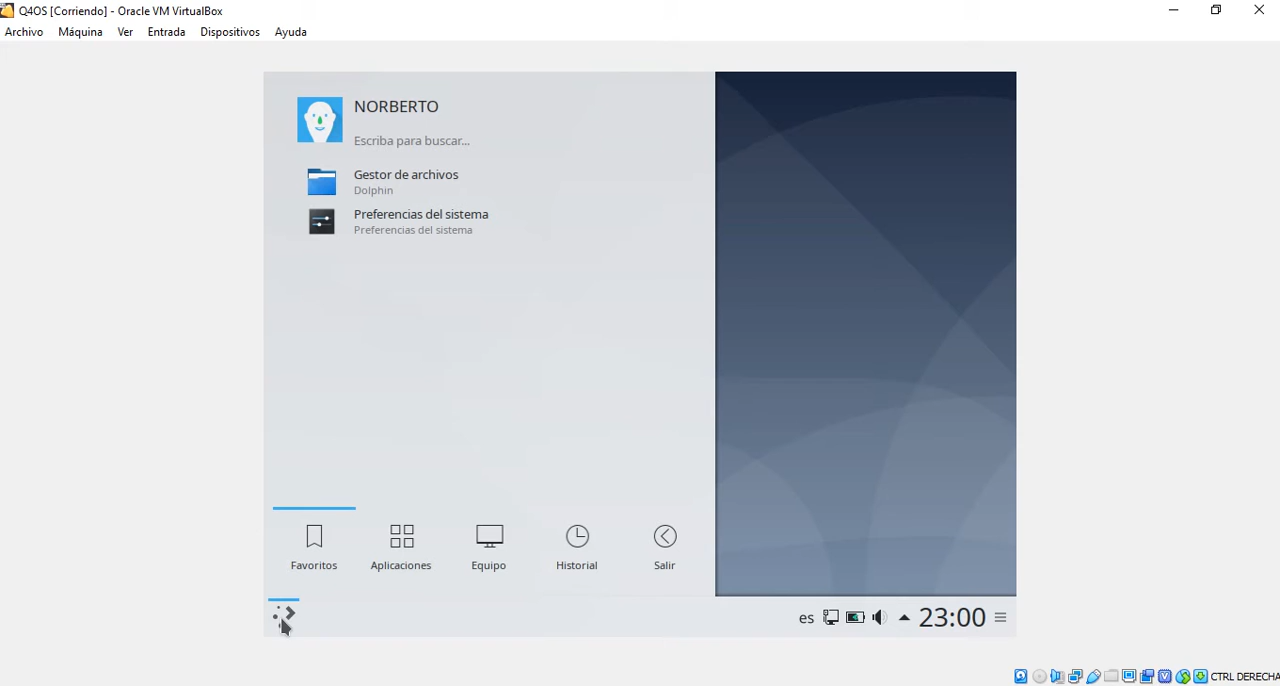 Q4OS [Corriendo] - Oracle VM VirtualBox
Archivo Máquina Ver Entrada Dispositivos Ayuda
NORBERTO
Escriba para buscar...
Gestor de archivos
Dolphin
Preferencias del sistema
Preferencias del sistema
Favoritos Aplicaciones Equipo Historial Salir
es 23:00
CTRL DERECHA